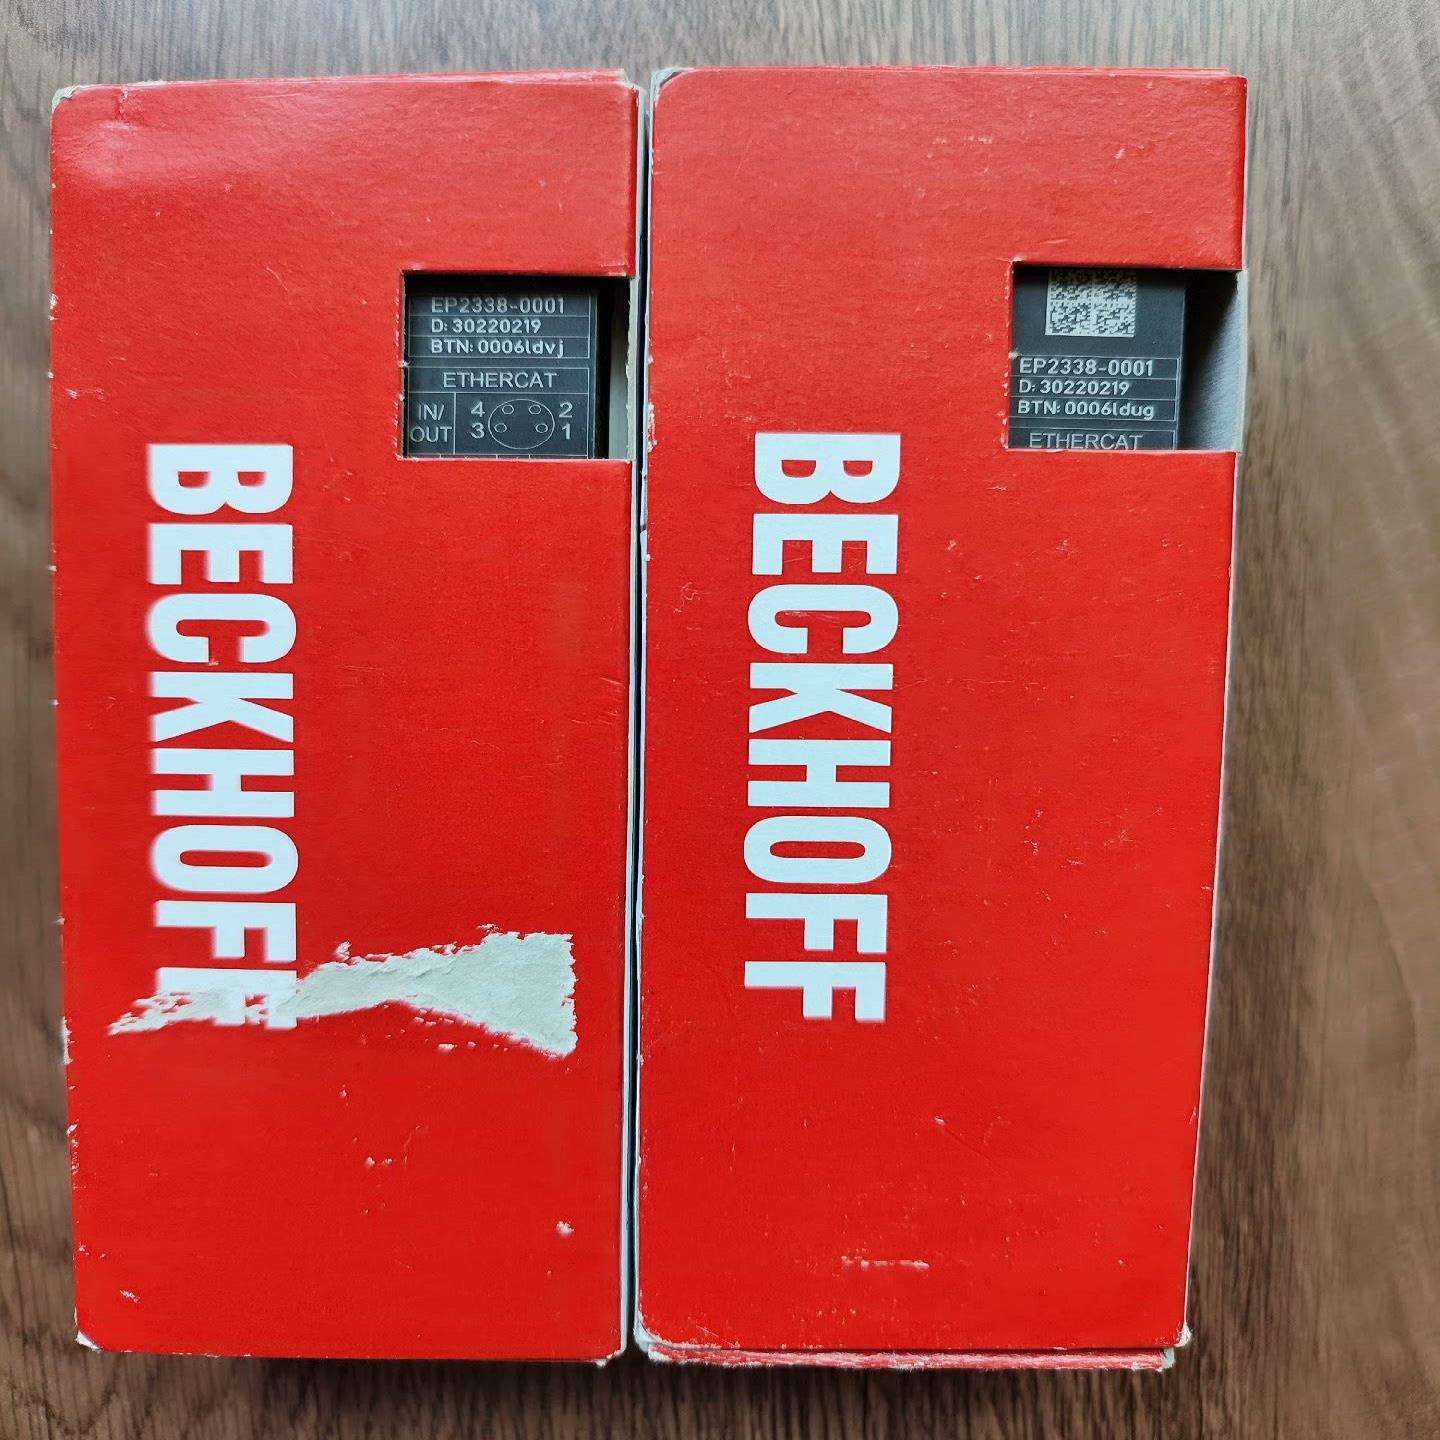 EP2338-0001
D: 30220219
BTN: 0006ldvj
ETHERCAT
IN/
OUT
4 2
3 1
BECKHOFF
EP2338-0001
D: 30220219
BTN: 0006ldug
ETHERCAT
BECKHOFF